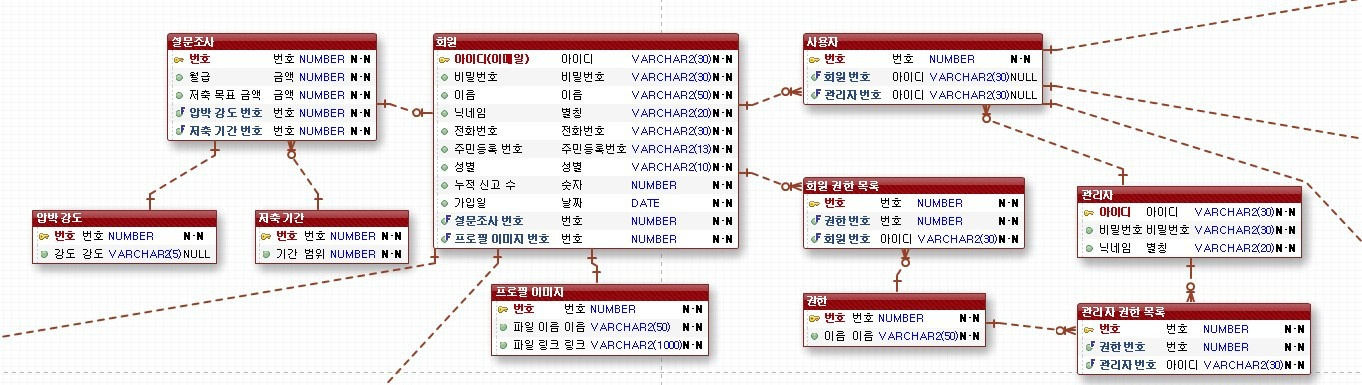 설문조사
번호 번호 NUMBER N-N
월급 금액 NUMBER N-N
저축 목표 금액 금액 NUMBER N-N
압박 강도 번호 번호 NUMBER N-N
저축 기간 번호 번호 NUMBER N-N
회원
아이디(이메일) 아이디 VARCHAR2(30) N-N
비밀번호 비밀번호 VARCHAR2(30) N-N
이름 이름 VARCHAR2(50) N-N
닉네임 별칭 VARCHAR2(20) N-N
전화번호 전화번호 VARCHAR2(30) N-N
주민등록 번호 주민등록번호 VARCHAR2(13) N-N
성별 성별 VARCHAR2(10) N-N
누적 신고 수 숫자 NUMBER N-N
가입일 날짜 DATE N-N
설문조사 번호 번호 NUMBER N-N
프로필 이미지 번호 번호 NUMBER N-N
사용자
번호 번호 NUMBER N-N
회원 번호 아이디 VARCHAR2(30) NULL
관리자 번호 아이디 VARCHAR2(30) NULL
압박 강도
번호 번호 NUMBER N-N
강도 강도 VARCHAR2(5) NULL
저축 기간
번호 번호 NUMBER N-N
기간 범위 NUMBER N-N
회원 권한 목록
번호 번호 NUMBER N-N
권한 번호 번호 NUMBER N-N
회원 번호 아이디 VARCHAR2(30) N-N
관리자
아이디 아이디 VARCHAR2(30) N-N
비밀번호 비밀번호 VARCHAR2(30) N-N
닉네임 별칭 VARCHAR2(20) N-N
프로필 이미지
번호 번호 NUMBER N-N
파일 이름 이름 VARCHAR2(50) N-N
파일 링크 링크 VARCHAR2(1000) N-N
권한
번호 번호 NUMBER N-N
이름 이름 VARCHAR2(50) N-N
관리자 권한 목록
번호 번호 NUMBER N-N
권한 번호 번호 NUMBER N-N
관리자 번호 아이디 VARCHAR2(30) N-N